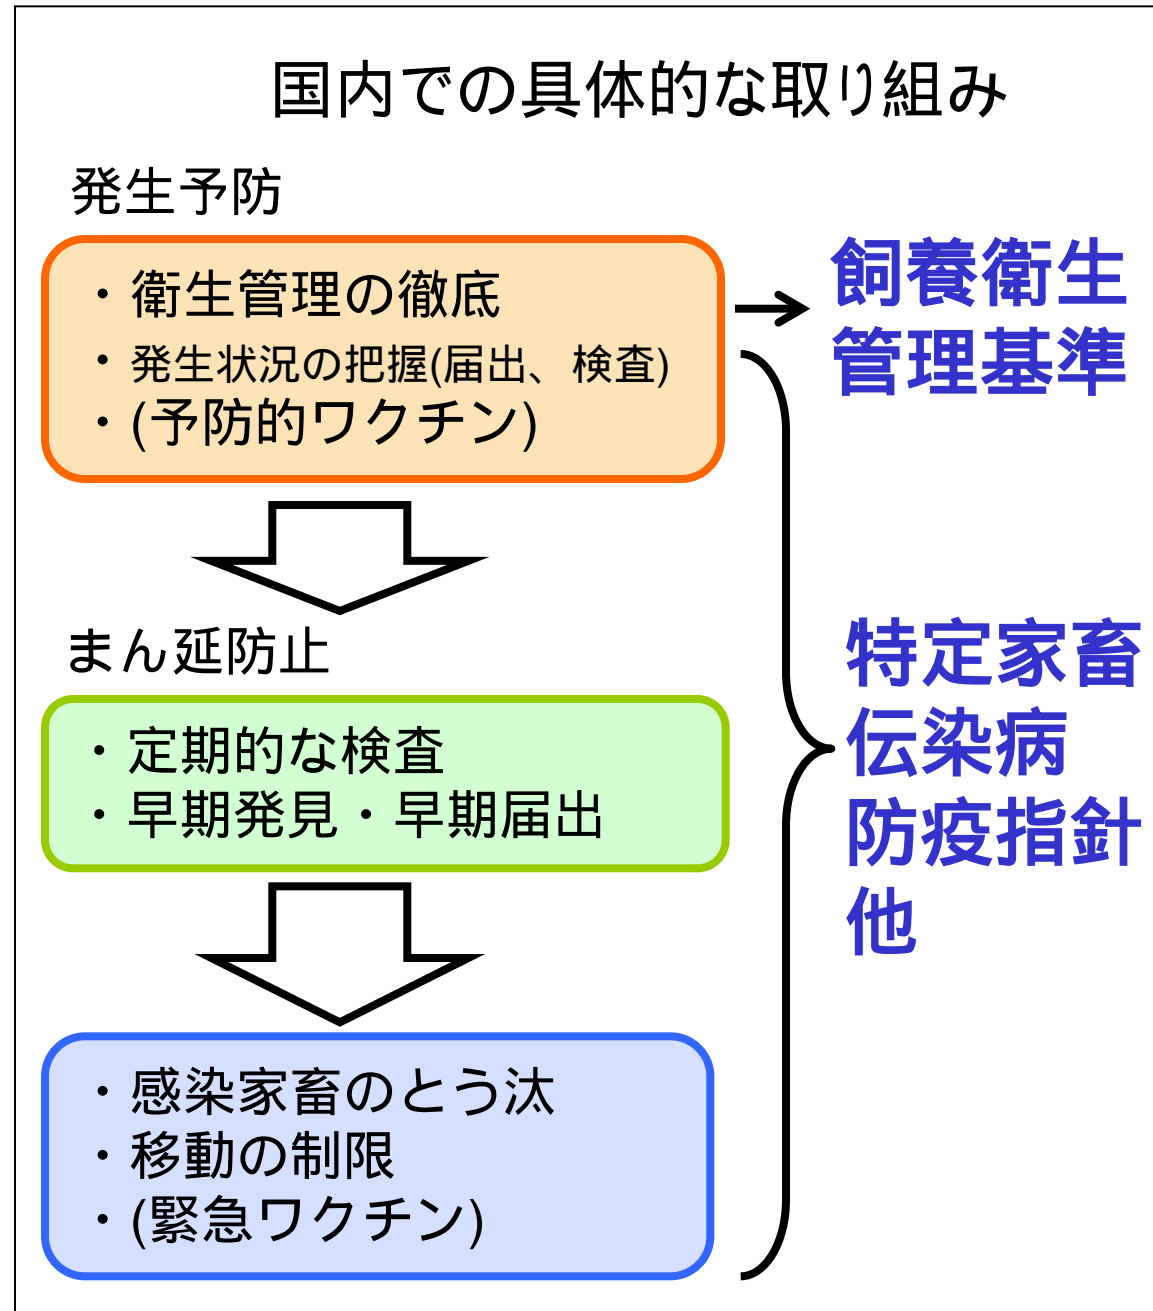 国内での具体的な取り組み
発生予防
・衛生管理の徹底
・発生状況の把握(届出、検査)
・(予防的ワクチン)
飼養衛生
管理基準
まん延防止
・定期的な検査
・早期発見・早期届出
特定家畜
伝染病
防疫指針
他
・感染家畜のとう汰
・移動の制限
・(緊急ワクチン)